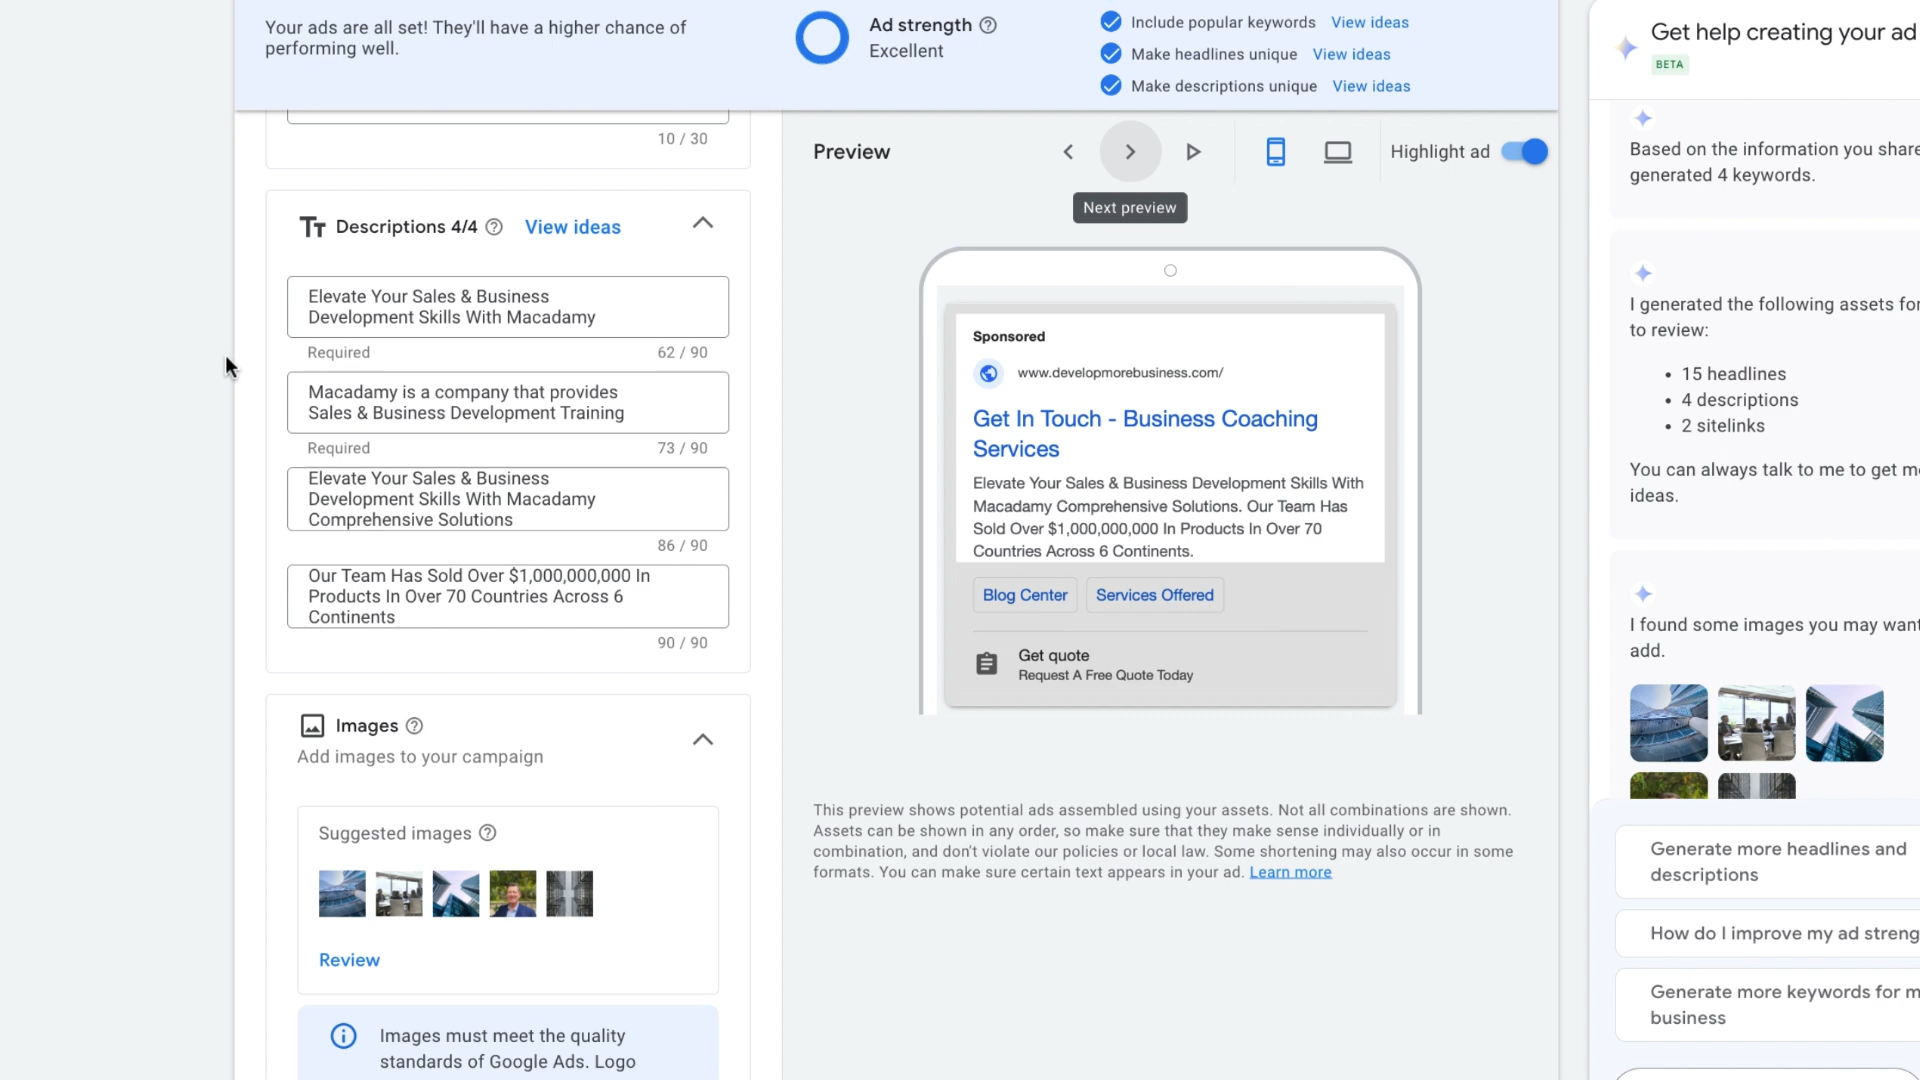 Your ads are all set! They'll have a higher chance of
performing well.
Ad strength
Excellent
Include popular keywords View ideas
Make headlines unique View ideas
Make descriptions unique View ideas
Get help creating your ad
BETA
10 / 30
Descriptions 4/4 View ideas
Elevate Your Sales & Business
Development Skills With Macadamy
Required 62 / 90
Macadamy is a company that provides
Sales & Business Development Training
Required 73 / 90
Elevate Your Sales & Business
Development Skills With Macadamy
Comprehensive Solutions
86 / 90
Our Team Has Sold Over $1,000,000,000 In
Products In Over 70 Countries Across 6
Continents
90 / 90
Images
Add images to your campaign
Suggested images
Review
Images must meet the quality
standards of Google Ads. Logo
Preview
Highlight ad
Next preview
Sponsored
www.developmorebusiness.com/
Get In Touch - Business Coaching
Services
Elevate Your Sales & Business Development Skills With
Macadamy Comprehensive Solutions. Our Team Has
Sold Over $1,000,000,000 In Products In Over 70
Countries Across 6 Continents.
Blog Center Services Offered
Get quote
Request A Free Quote Today
This preview shows potential ads assembled using your assets. Not all combinations are shown.
Assets can be shown in any order, so make sure that they make sense individually or in
combination, and don't violate our policies or local law. Some shortening may also occur in some
formats. You can make sure certain text appears in your ad. Learn more
Based on the information you share
generated 4 keywords.
I generated the following assets for
to review:
• 15 headlines
• 4 descriptions
• 2 sitelinks
You can always talk to me to get m
ideas.
I found some images you may want
add.
Generate more headlines and
descriptions
How do I improve my ad streng
Generate more keywords for m
business